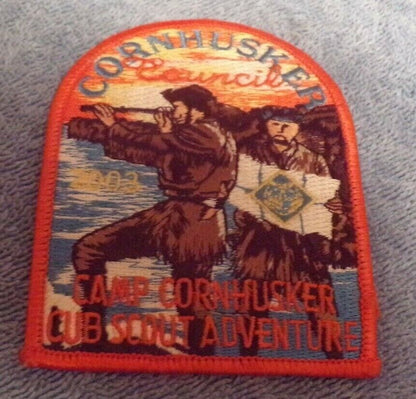 CORNHUSKER
Council
2003
CAMP CORNHUSKER
CUB SCOUT ADVENTURE